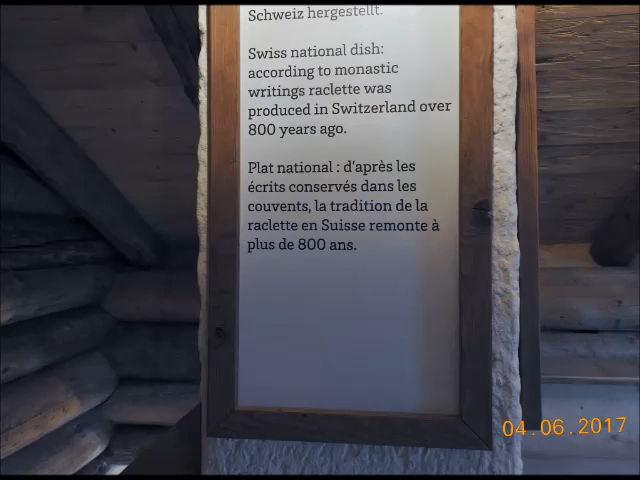 Schweiz hergestellt.
Swiss national dish:
according to monastic
writings raclette was
produced in Switzerland over
800 years ago.
Plat national : d'après les
écrits conservés dans les
couvents, la tradition de la
raclette en Suisse remonte à
plus de 800 ans.
04.06.2017